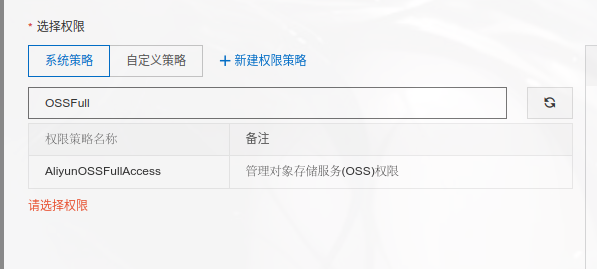 * 选择权限
系统策略 自定义策略 + 新建权限策略
OSSFull
权限策略名称 备注
AliyunOSSFullAccess 管理对象存储服务(OSS)权限
请选择权限